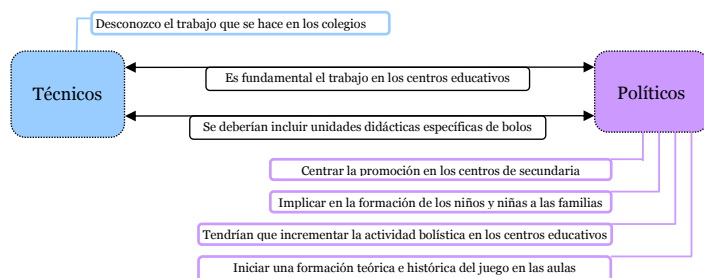 Desconozco el trabajo que se hace en los colegios
Técnicos
Es fundamental el trabajo en los centros educativos
Políticos
Se deberían incluir unidades didácticas específicas de bolos
Centrar la promoción en los centros de secundaria
Implicar en la formación de los niños y niñas a las familias
Tendrían que incrementar la actividad bolística en los centros educativos
Iniciar una formación teórica e histórica del juego en las aulas